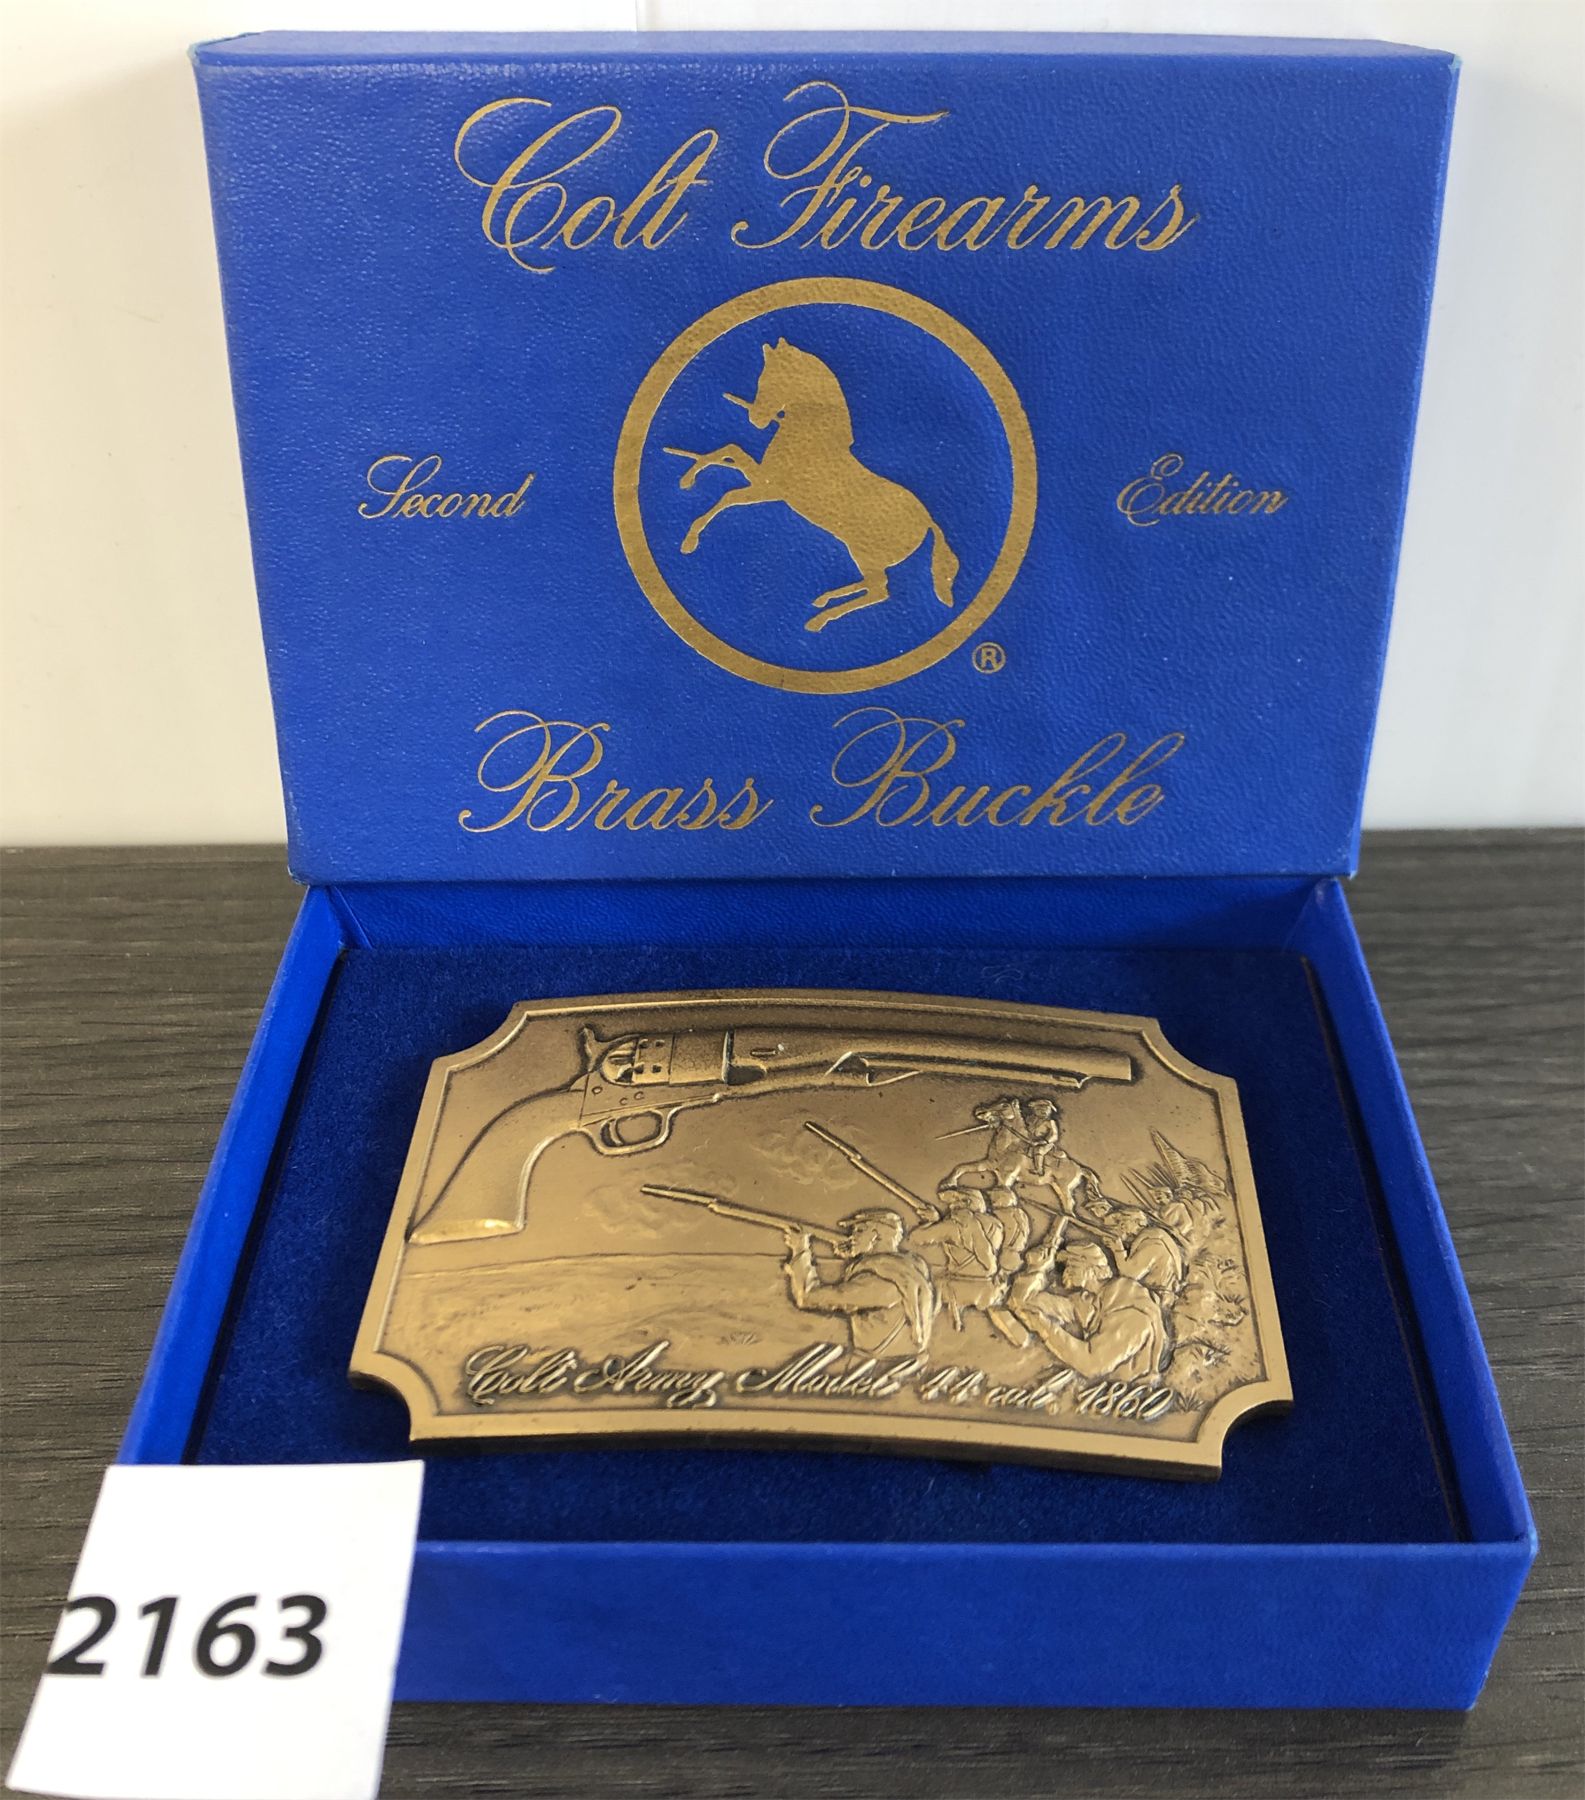 Colt Firearms
Second Edition
®
Brass Buckle
Colt Army Model 44 cal. 1860
2163